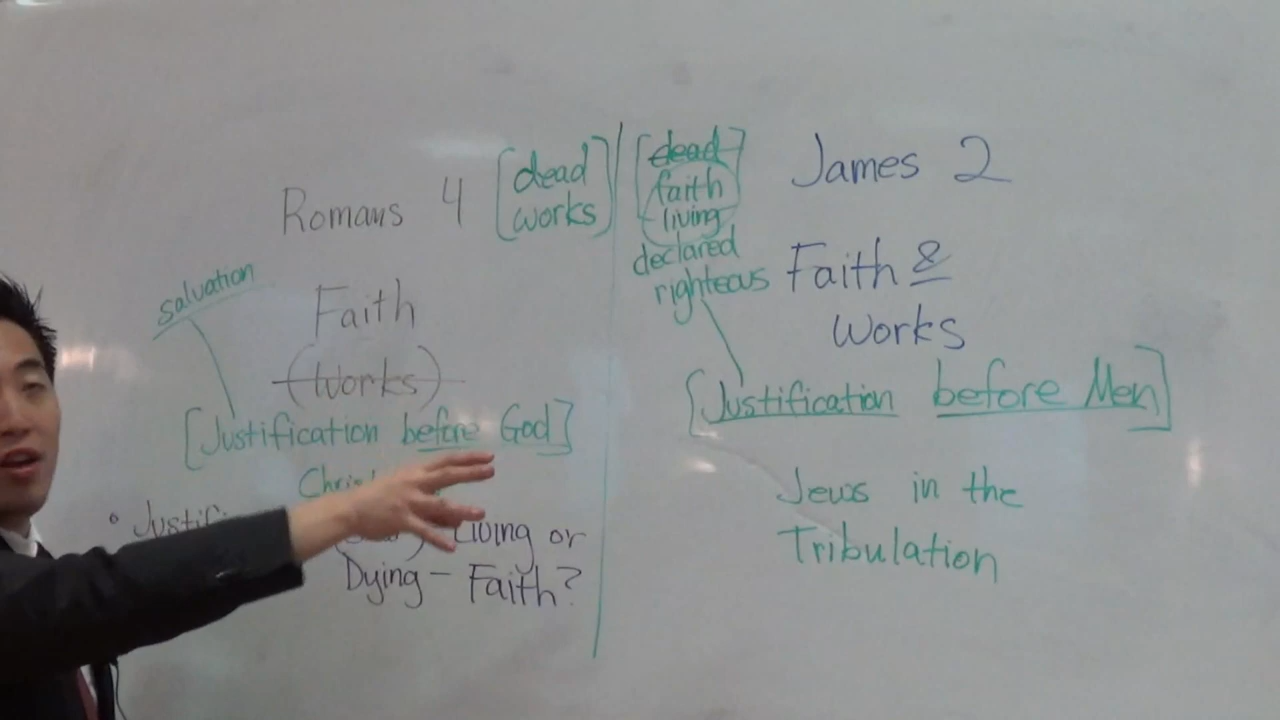 Romans 4 [dead
works]
salvation
Faith
(Works)
[Justification before God]
Living or
Dying - Faith?
[dead
faith
living]
declared
righteous
James 2
Faith &
Works
[Justification before Men]
Jews in the
Tribulation